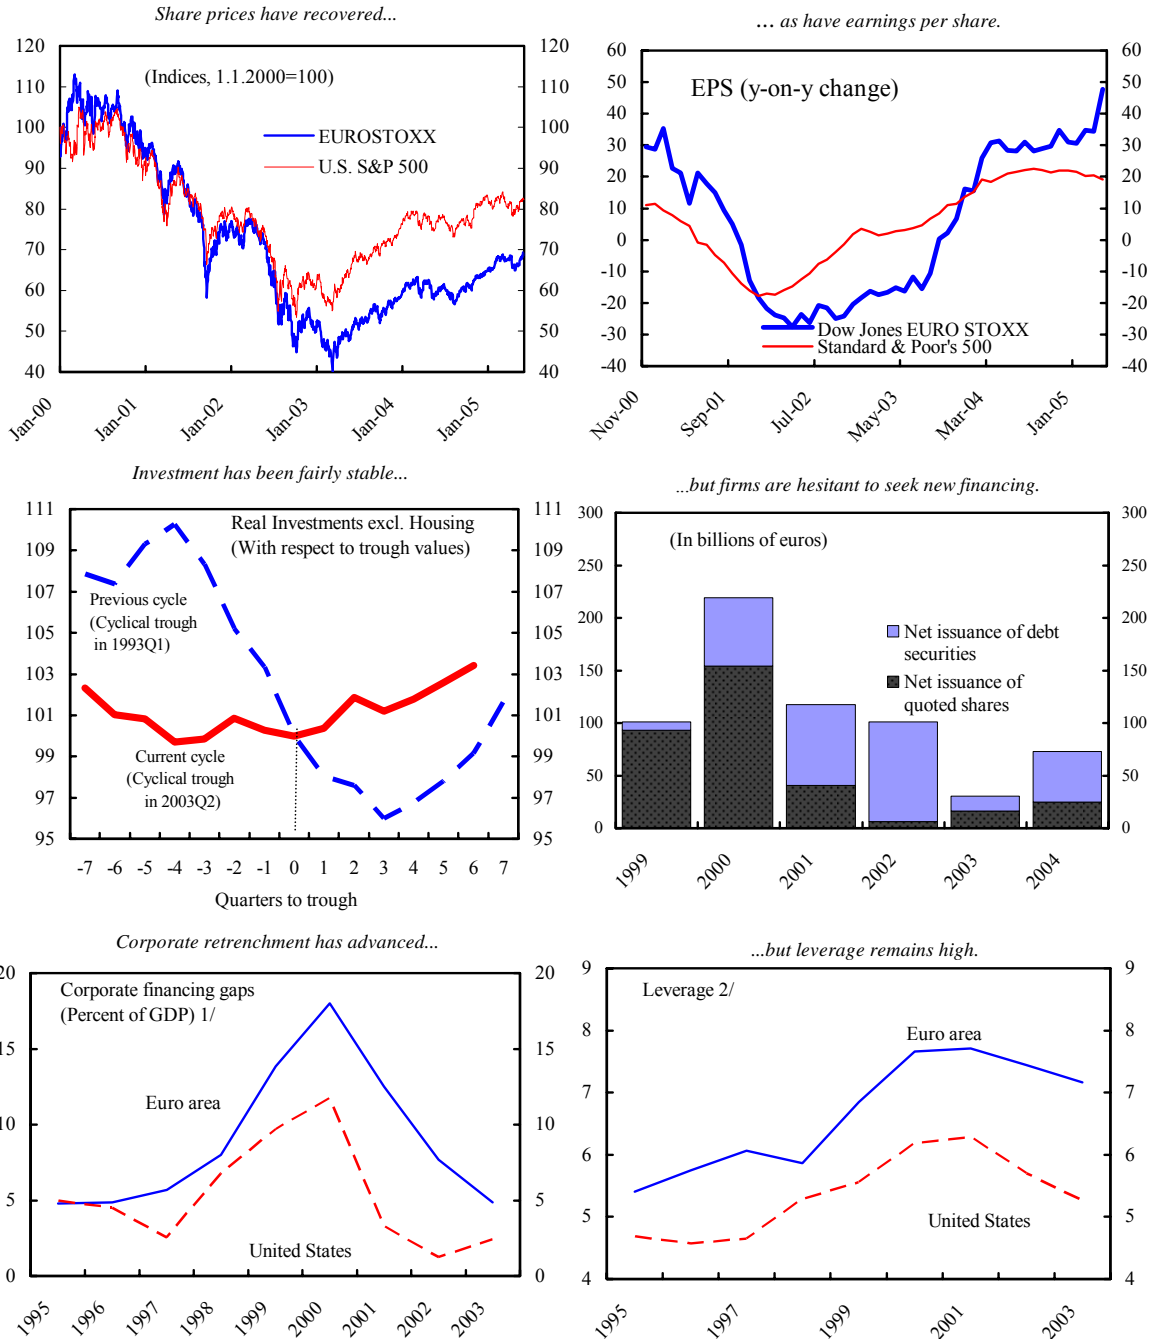 Share prices have recovered...
120
110
100
90
80
70
60
50
40
(Indices, 1.1.2000=100)
EUROSTOXX
U.S. S&P 500
120
110
100
90
80
70
60
50
40
Jan-00
Jan-01
Jan-02
Jan-03
Jan-04
Jan-05
... as have earnings per share.
60
50
40
30
20
10
0
-10
-20
-30
-40
EPS (y-on-y change)
Dow Jones EURO STOXX
Standard & Poor's 500
60
50
40
30
20
10
0
-10
-20
-30
-40
Nov-00
Sep-01
Jul-02
May-03
Mar-04
Jan-05
Investment has been fairly stable...
111
109
107
105
103
101
99
97
95
Real Investments excl. Housing
(With respect to trough values)
Previous cycle
(Cyclical trough
in 1993Q1)
Current cycle
(Cyclical trough
in 2003Q2)
111
109
107
105
103
101
99
97
95
-7 -6 -5 -4 -3 -2 -1 0 1 2 3 4 5 6 7
Quarters to trough
...but firms are hesitant to seek new financing.
300
250
200
150
100
50
0
(In billions of euros)
Net issuance of debt
securities
Net issuance of
quoted shares
300
250
200
150
100
50
0
1999
2000
2001
2002
2003
2004
Corporate retrenchment has advanced...
20
15
10
5
0
Corporate financing gaps
(Percent of GDP) 1/
Euro area
United States
20
15
10
5
0
1995
1996
1997
1998
1999
2000
2001
2002
2003
...but leverage remains high.
9
8
7
6
5
4
Leverage 2/
Euro area
United States
9
8
7
6
5
4
1995
1997
1999
2001
2003